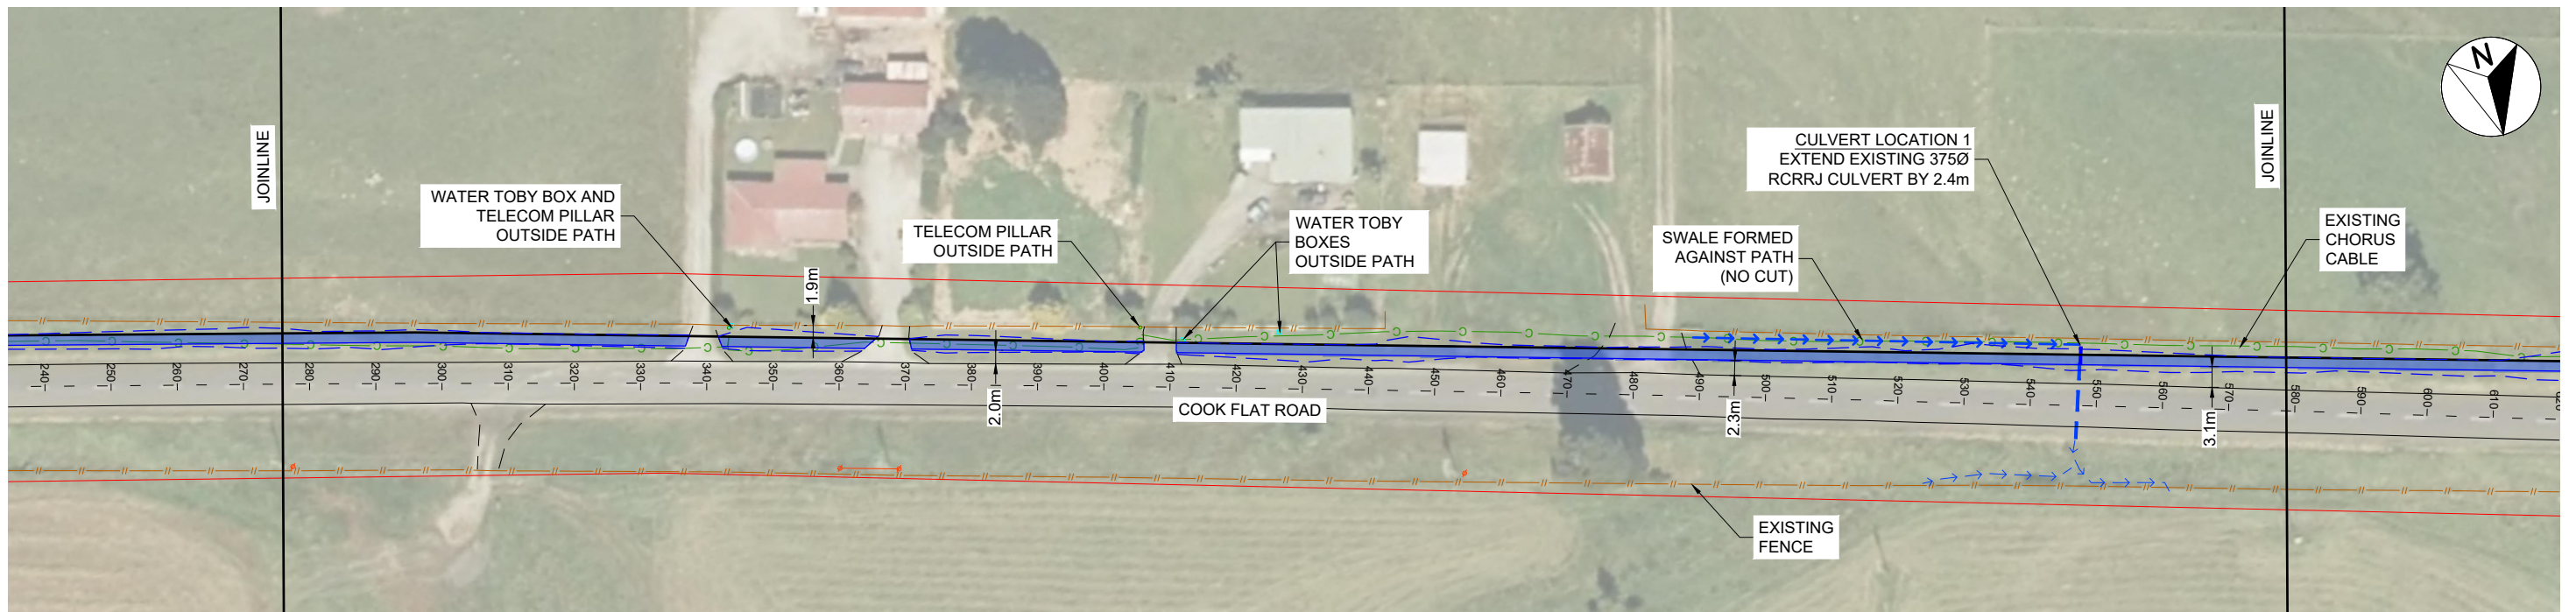 N
JOINLINE
JOINLINE
CULVERT LOCATION 1
EXTEND EXISTING 375Ø
RCRRJ CULVERT BY 2.4m
WATER TOBY BOX AND
TELECOM PILLAR
OUTSIDE PATH
TELECOM PILLAR
OUTSIDE PATH
WATER TOBY
BOXES
OUTSIDE PATH
SWALE FORMED
AGAINST PATH
(NO CUT)
EXISTING
CHORUS
CABLE
1.9m
2.0m
2.3m
3.1m
240
250
260
270
280
290
300
310
320
330
340
350
360
370
380
390
400
410
420
430
440
450
460
470
480
490
500
510
520
530
540
550
560
570
580
590
600
610
COOK FLAT ROAD
EXISTING
FENCE